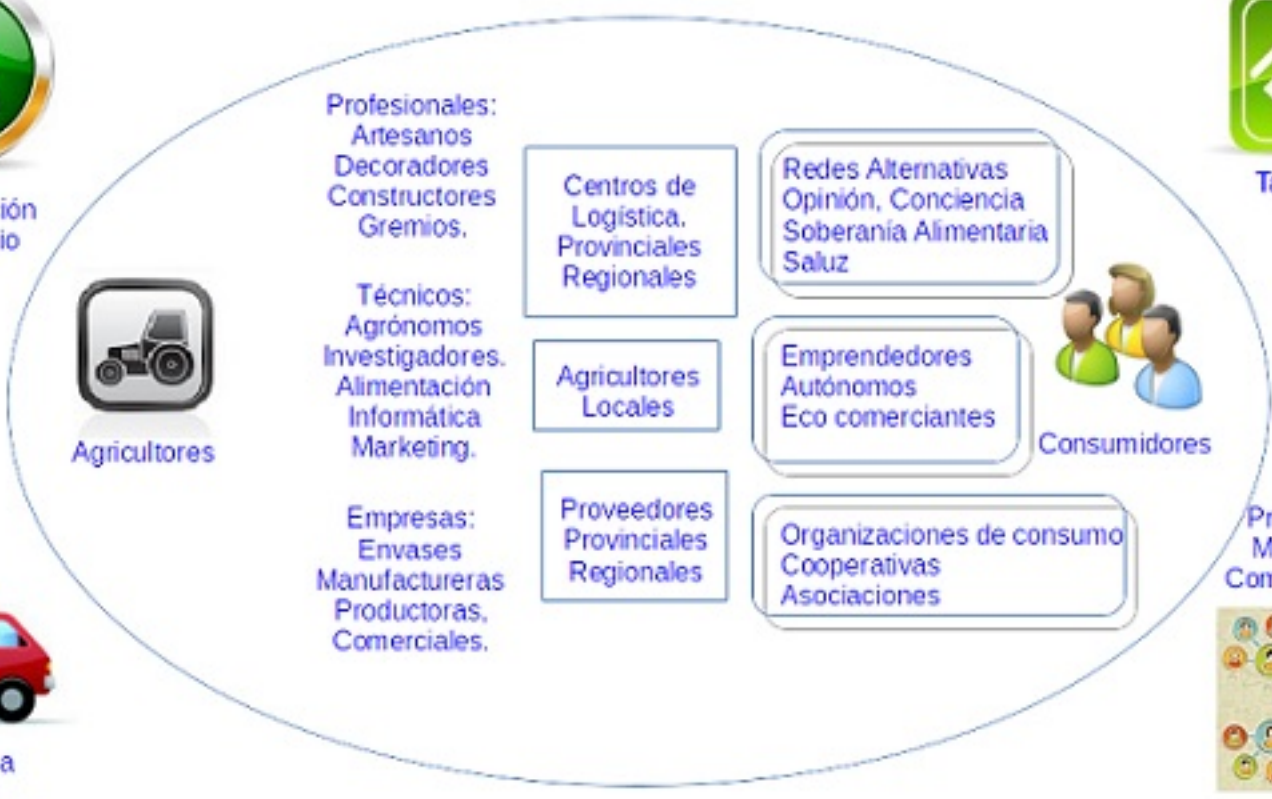 Profesionales:
Artesanos
Decoradores
Constructores
Gremios.
Técnicos:
Agrónomos
Investigadores.
Alimentación
Informática
Marketing.
Empresas:
Envases
Manufactureras
Productoras,
Comerciales.
Centros de
Logística.
Provinciales
Regionales
Agricultores
Locales
Proveedores
Provinciales
Regionales
Redes Alternativas
Opinión, Conciencia
Soberanía Alimentaria
Saluz
Emprendedores
Autónomos
Eco comerciantes
Organizaciones de consumo
Cooperativas
Asociaciones
Agricultores
Consumidores